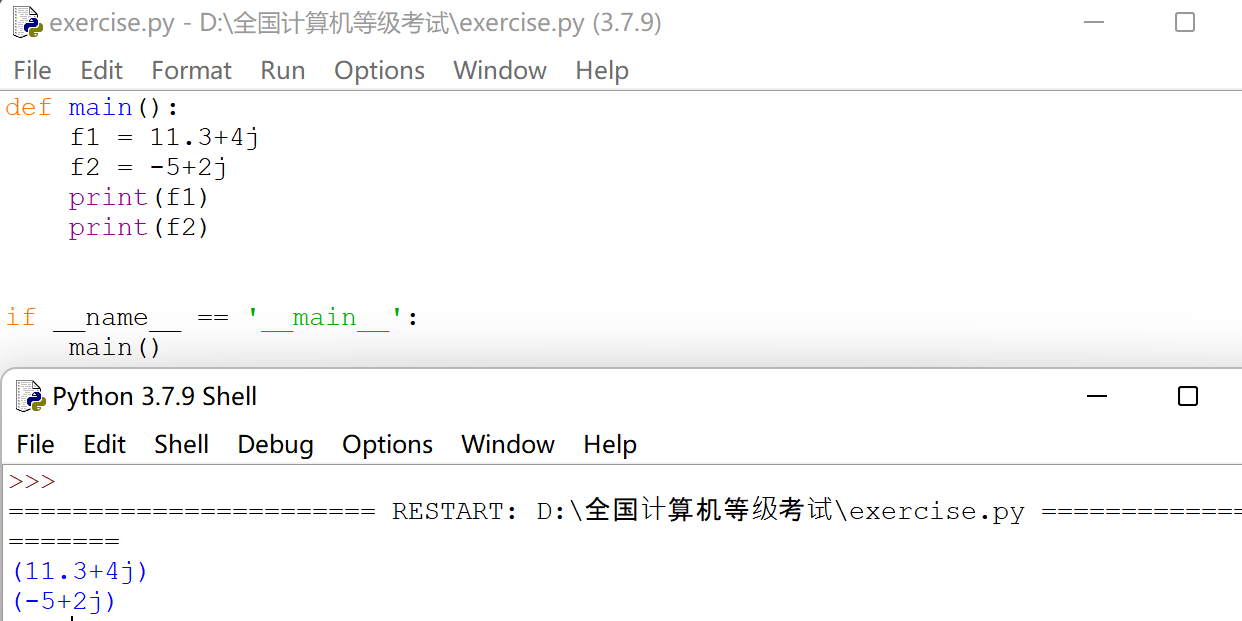 exercise.py - D:\全国计算机等级考试\exercise.py (3.7.9)
File Edit Format Run Options Window Help
def main():
    f1 = 11.3+4j
    f2 = -5+2j
    print(f1)
    print(f2)
if __name__ == '__main__':
    main()
Python 3.7.9 Shell
File Edit Shell Debug Options Window Help
>>>
======================= RESTART: D:\全国计算机等级考试\exercise.py =============
=======
(11.3+4j)
(-5+2j)